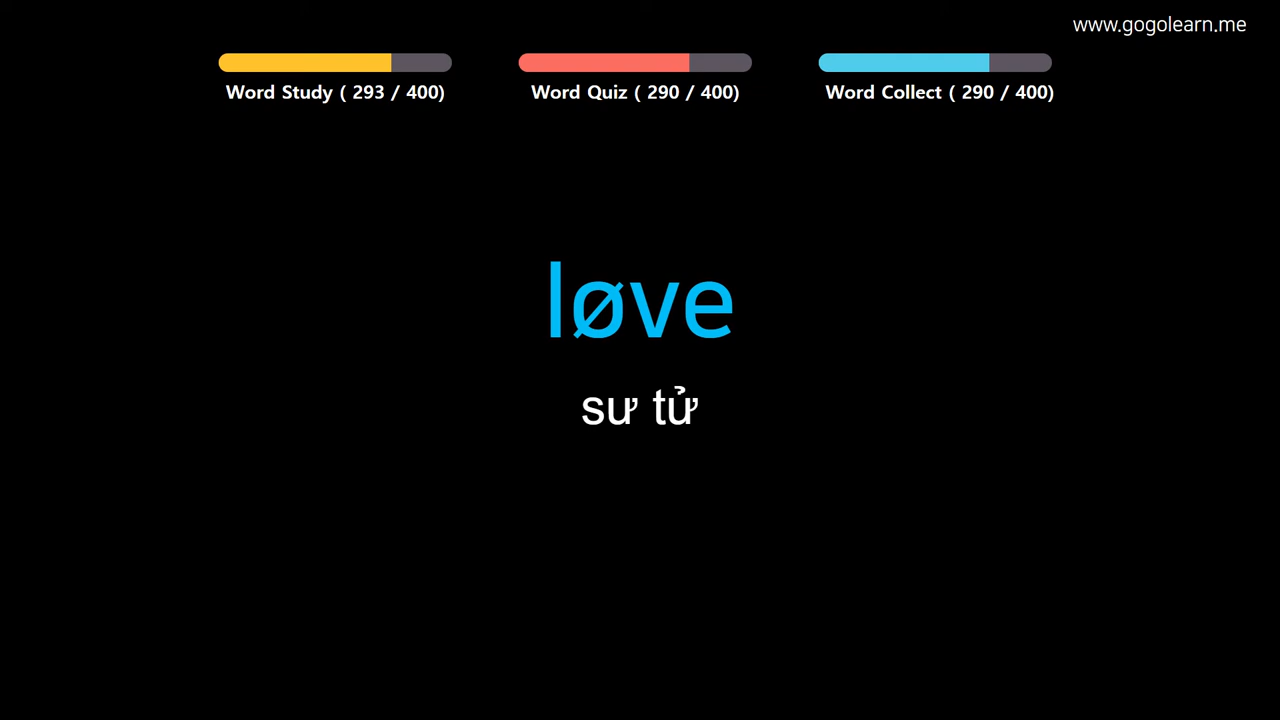 www.gogolearn.me
Word Study ( 293 / 400)
Word Quiz ( 290 / 400)
Word Collect ( 290 / 400)
løve
sư tử